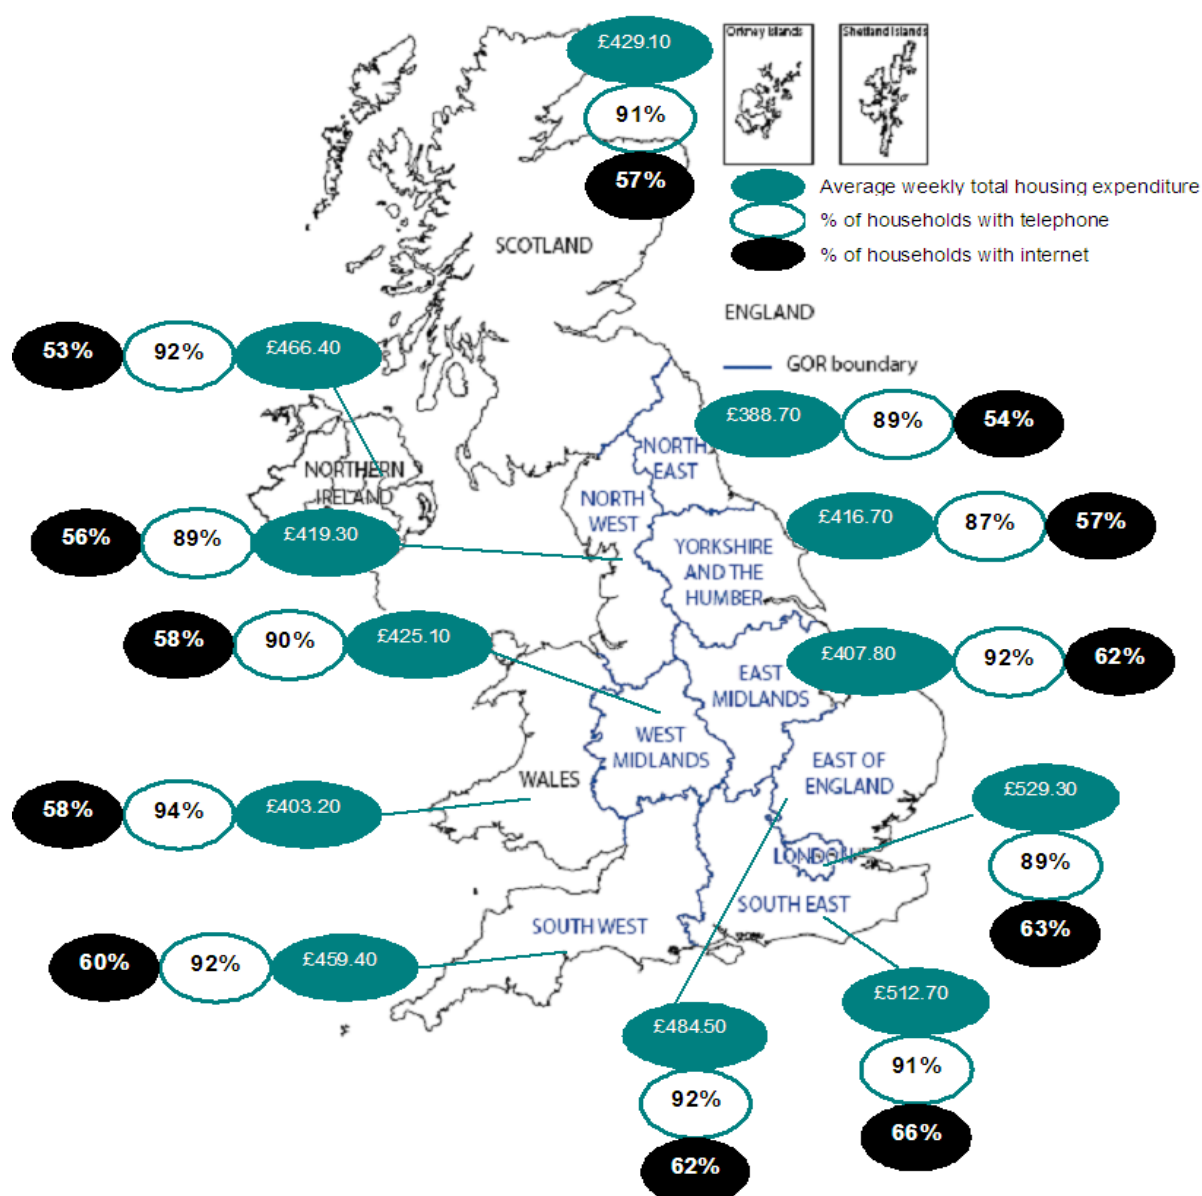 £429.10
91%
57%
Orkney Islands
Shetland Islands
Average weekly total housing expenditure
% of households with telephone
% of households with internet
SCOTLAND
ENGLAND
GOR boundary
53%
92%
£466.40
£388.70
89%
54%
NORTH
EAST
NORTHERN
IRELAND
NORTH
WEST
56%
89%
£419.30
£416.70
87%
57%
YORKSHIRE
AND THE
HUMBER
58%
90%
£425.10
£407.80
92%
62%
EAST
MIDLANDS
WEST
MIDLANDS
WALES
EAST OF
ENGLAND
58%
94%
£403.20
£529.30
89%
63%
LONDON
SOUTH EAST
SOUTH WEST
60%
92%
£459.40
£512.70
91%
66%
£484.50
92%
62%